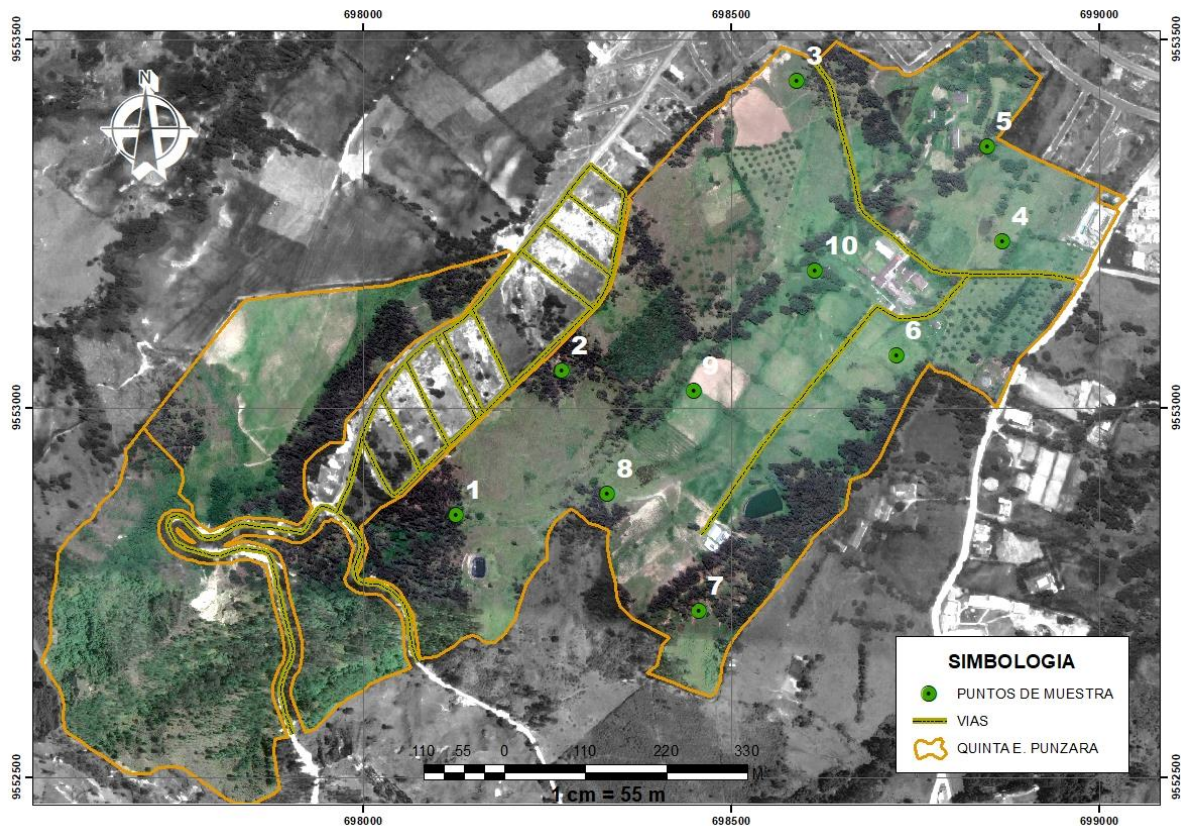 698000 698500 699000
9553500 9553500
N
3
5
4
10
6
2
9
9553000 9553000
8
1
7
SIMBOLOGIA
PUNTOS DE MUESTRA
VIAS
QUINTA E. PUNZARA
110 55 0 110 220 330
M
1 cm = 55 m
9552500 9552500
698000 698500 699000